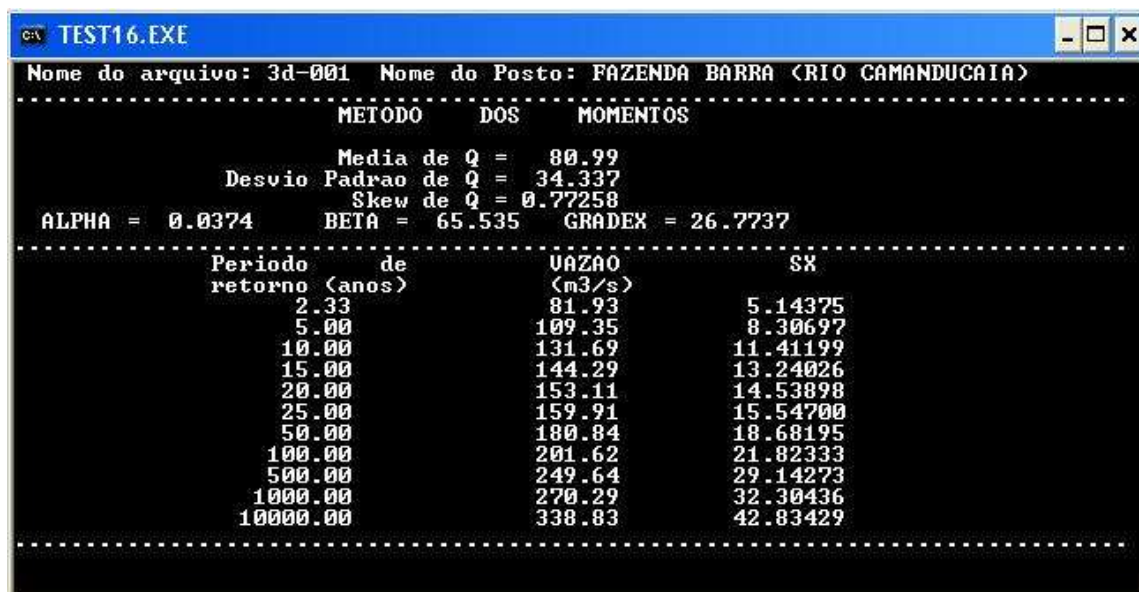 TEST16.EXE
Nome do arquivo: 3d-001 Nome do Posto: FAZENDA BARRA (RIO CAMANDUCAIA)
METODO DOS MOMENTOS
Media de Q = 80.99
Desvio Padrao de Q = 34.337
Skew de Q = 0.77258
ALPHA = 0.0374 BETA = 65.535 GRADEX = 26.7737
Periodo de VAZAO SX
retorno (anos) (m3/s)
2.33 81.93 5.14375
5.00 109.35 8.30697
10.00 131.69 11.41199
15.00 144.29 13.24026
20.00 153.11 14.53898
25.00 159.91 15.54700
50.00 180.84 18.68195
100.00 201.62 21.82333
500.00 249.64 29.14273
1000.00 270.29 32.30436
10000.00 338.83 42.83429